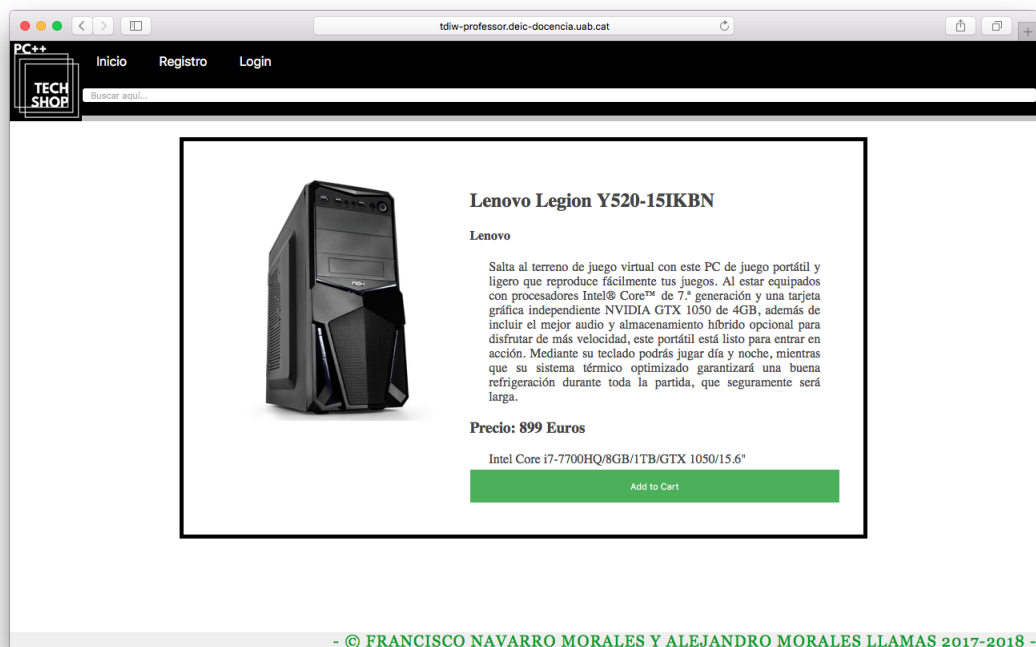 tdiw-professor.deic-docencia.uab.cat
PC++
TECH
SHOP
Inicio Registro Login
Buscar aquí...
Lenovo Legion Y520-15IKBN
Lenovo
Salta al terreno de juego virtual con este PC de juego portátil y
ligero que reproduce fácilmente tus juegos. Al estar equipados
con procesadores Intel® Core™ de 7.ª generación y una tarjeta
gráfica independiente NVIDIA GTX 1050 de 4GB, además de
incluir el mejor audio y almacenamiento híbrido opcional para
disfrutar de más velocidad, este portátil está listo para entrar en
acción. Mediante su teclado podrás jugar día y noche, mientras
que su sistema térmico optimizado garantizará una buena
refrigeración durante toda la partida, que seguramente será
larga.
Precio: 899 Euros
Intel Core i7-7700HQ/8GB/1TB/GTX 1050/15.6"
Add to Cart
- © FRANCISCO NAVARRO MORALES Y ALEJANDRO MORALES LLAMAS 2017-2018 -